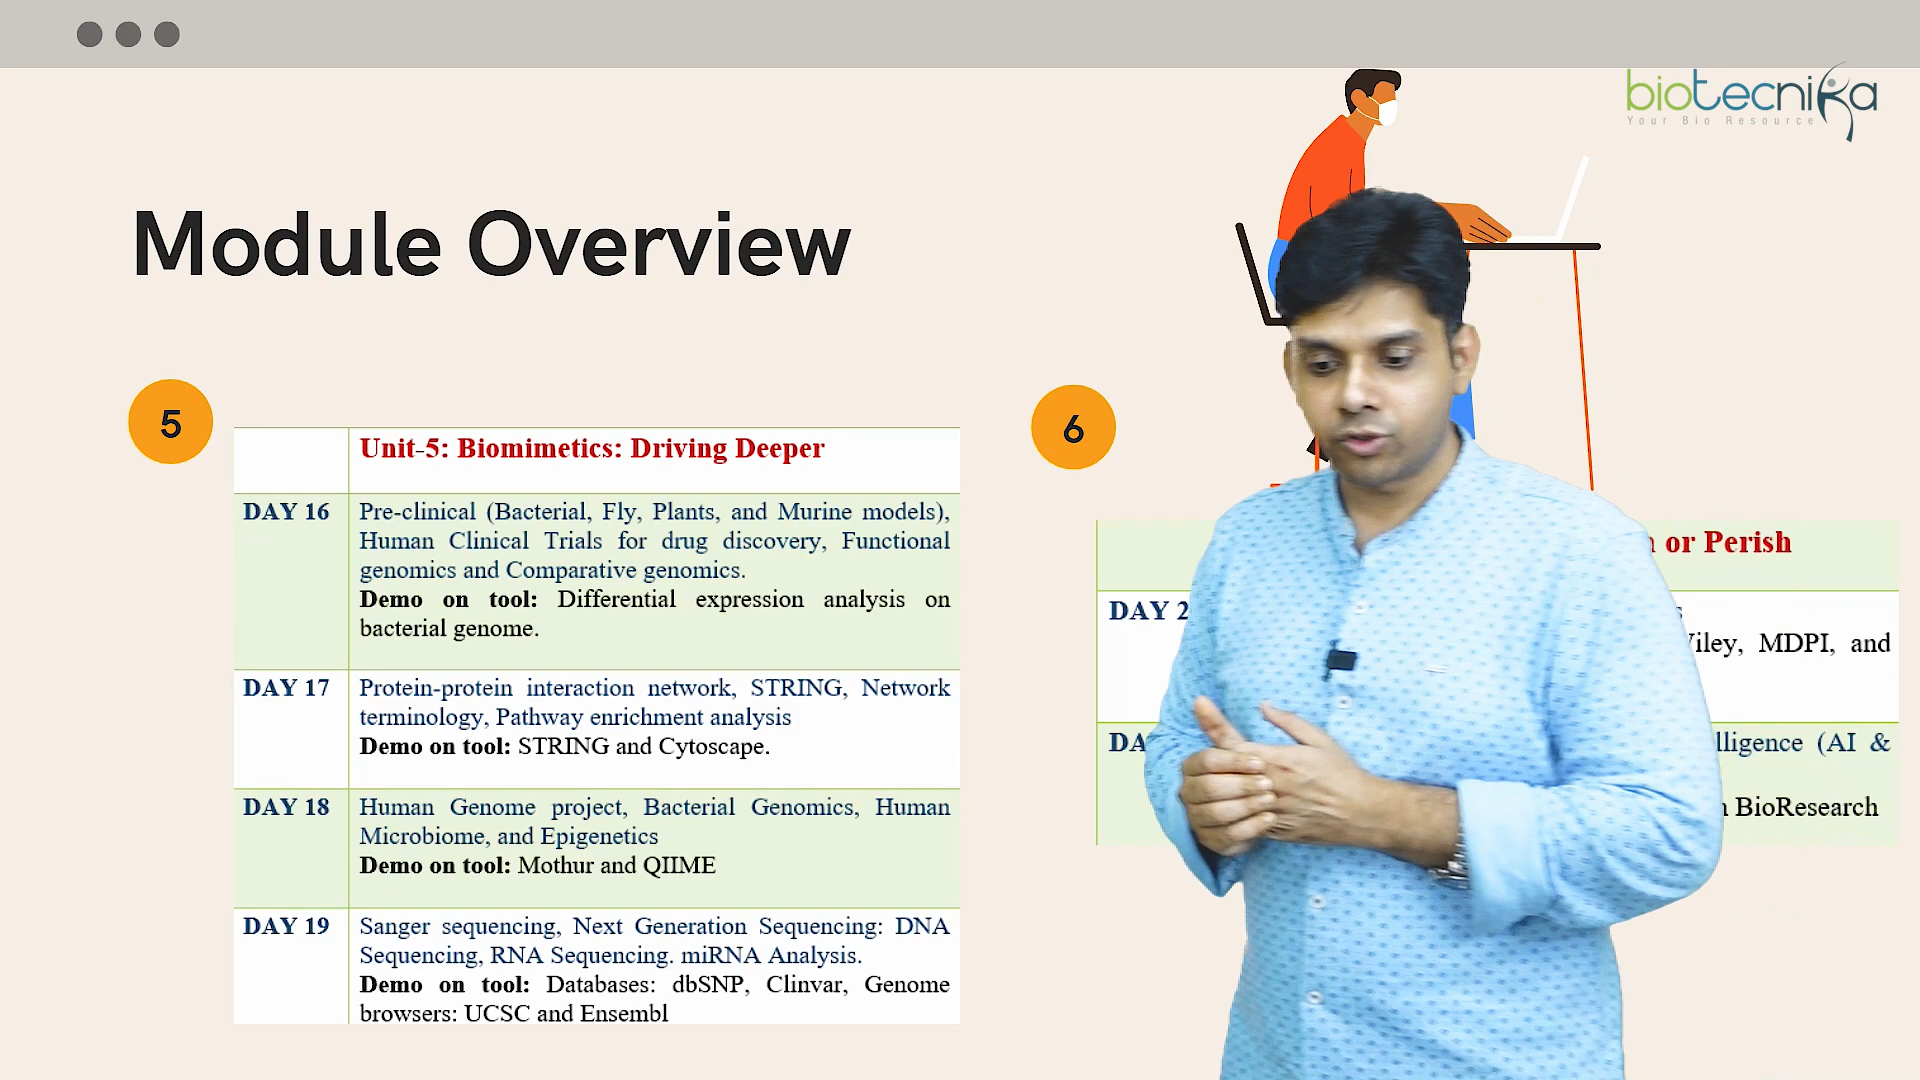 biotecnika
Your Bio Resource
Module Overview
5
Unit-5: Biomimetics: Driving Deeper
DAY 16
Pre-clinical (Bacterial, Fly, Plants, and Murine models),
Human Clinical Trials for drug discovery, Functional
genomics and Comparative genomics.
Demo on tool: Differential expression analysis on
bacterial genome.
DAY 17
Protein-protein interaction network, STRING, Network
terminology, Pathway enrichment analysis
Demo on tool: STRING and Cytoscape.
DAY 18
Human Genome project, Bacterial Genomics, Human
Microbiome, and Epigenetics
Demo on tool: Mothur and QIIME
DAY 19
Sanger sequencing, Next Generation Sequencing: DNA
Sequencing, RNA Sequencing. miRNA Analysis.
Demo on tool: Databases: dbSNP, Clinvar, Genome
browsers: UCSC and Ensembl
6
or Perish
DAY 2
MDPI, and
(AI &
BioResearch